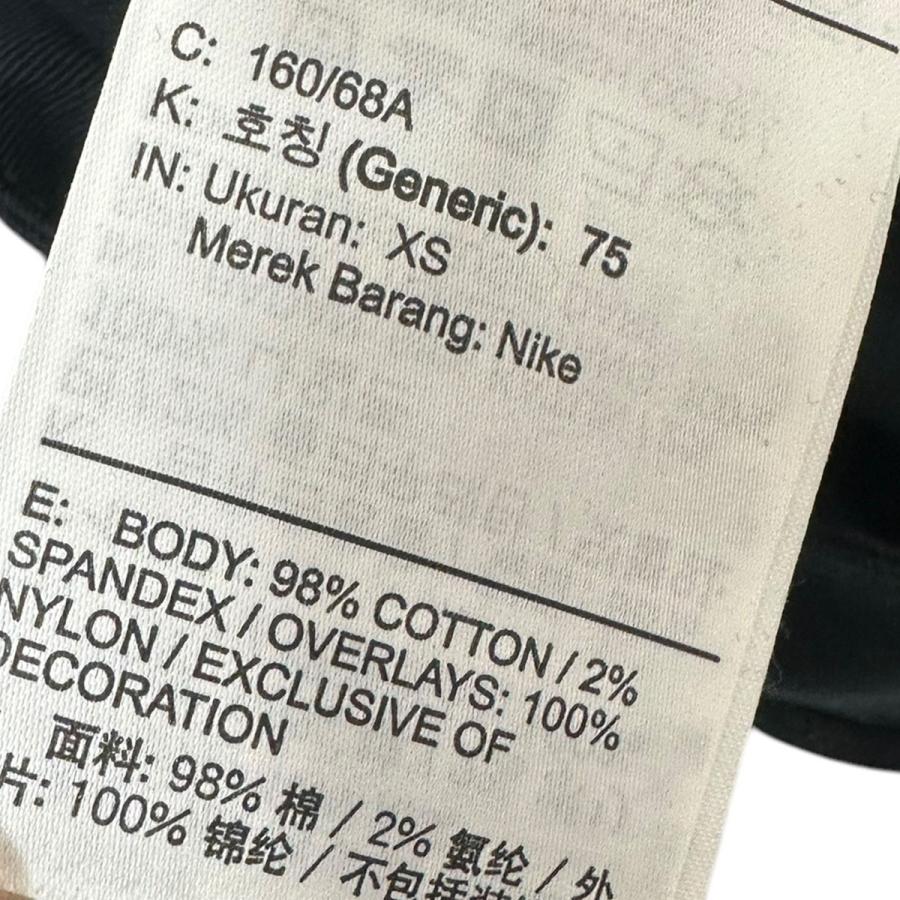 C: 160/68A
K: 호칭 (Generic): 75
IN: Ukuran: XS
Merek Barang: Nike
E: BODY: 98% COTTON / 2%
SPANDEX / OVERLAYS: 100%
NYLON / EXCLUSIVE OF
DECORATION
面料: 98% 棉 / 2% 氨纶 / 外
片: 100% 锦纶 / 不包括装